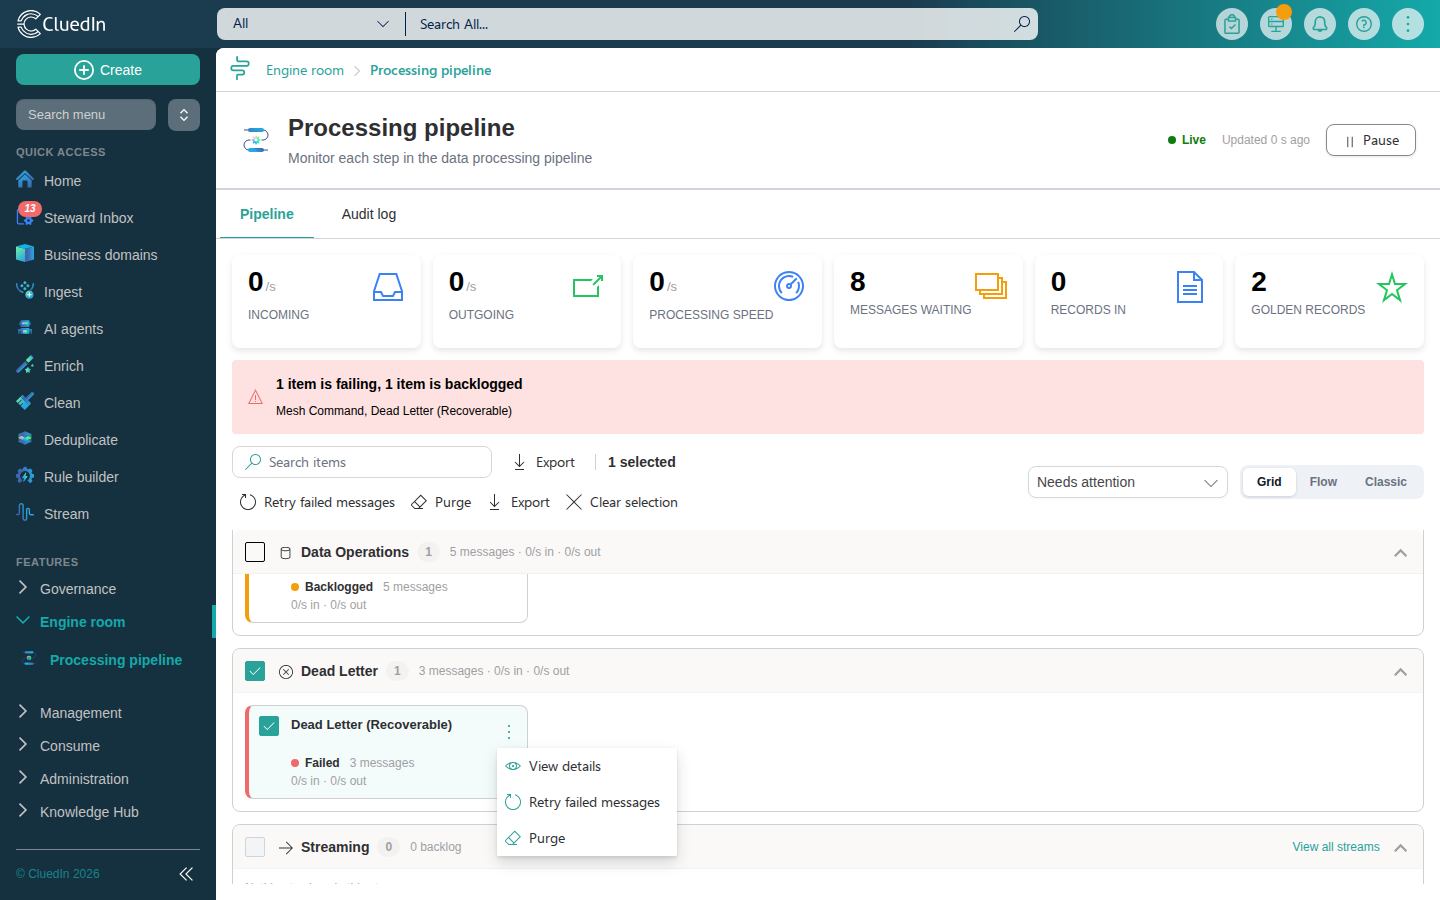 CluedIn
All
Search All...
Create
Search menu
QUICK ACCESS
Home
13
Steward Inbox
Business domains
Ingest
AI agents
Enrich
Clean
Deduplicate
Rule builder
Stream
FEATURES
Governance
Engine room
Processing pipeline
Management
Consume
Administration
Knowledge Hub
© CluedIn 2026
Engine room
Processing pipeline
Processing pipeline
Monitor each step in the data processing pipeline
Live
Updated 0 s ago
Pause
Pipeline
Audit log
0 /s
INCOMING
0 /s
OUTGOING
0 /s
PROCESSING SPEED
8
MESSAGES WAITING
0
RECORDS IN
2
GOLDEN RECORDS
1 item is failing, 1 item is backlogged
Mesh Command, Dead Letter (Recoverable)
Search items
Export
1 selected
Retry failed messages
Purge
Export
Clear selection
Needs attention
Grid
Flow
Classic
Data Operations 1 5 messages · 0/s in · 0/s out
Backlogged 5 messages
0/s in · 0/s out
Dead Letter 1 3 messages · 0/s in · 0/s out
Dead Letter (Recoverable)
Failed 3 messages
0/s in · 0/s out
View details
Retry failed messages
Purge
Streaming 0 0 backlog
View all streams